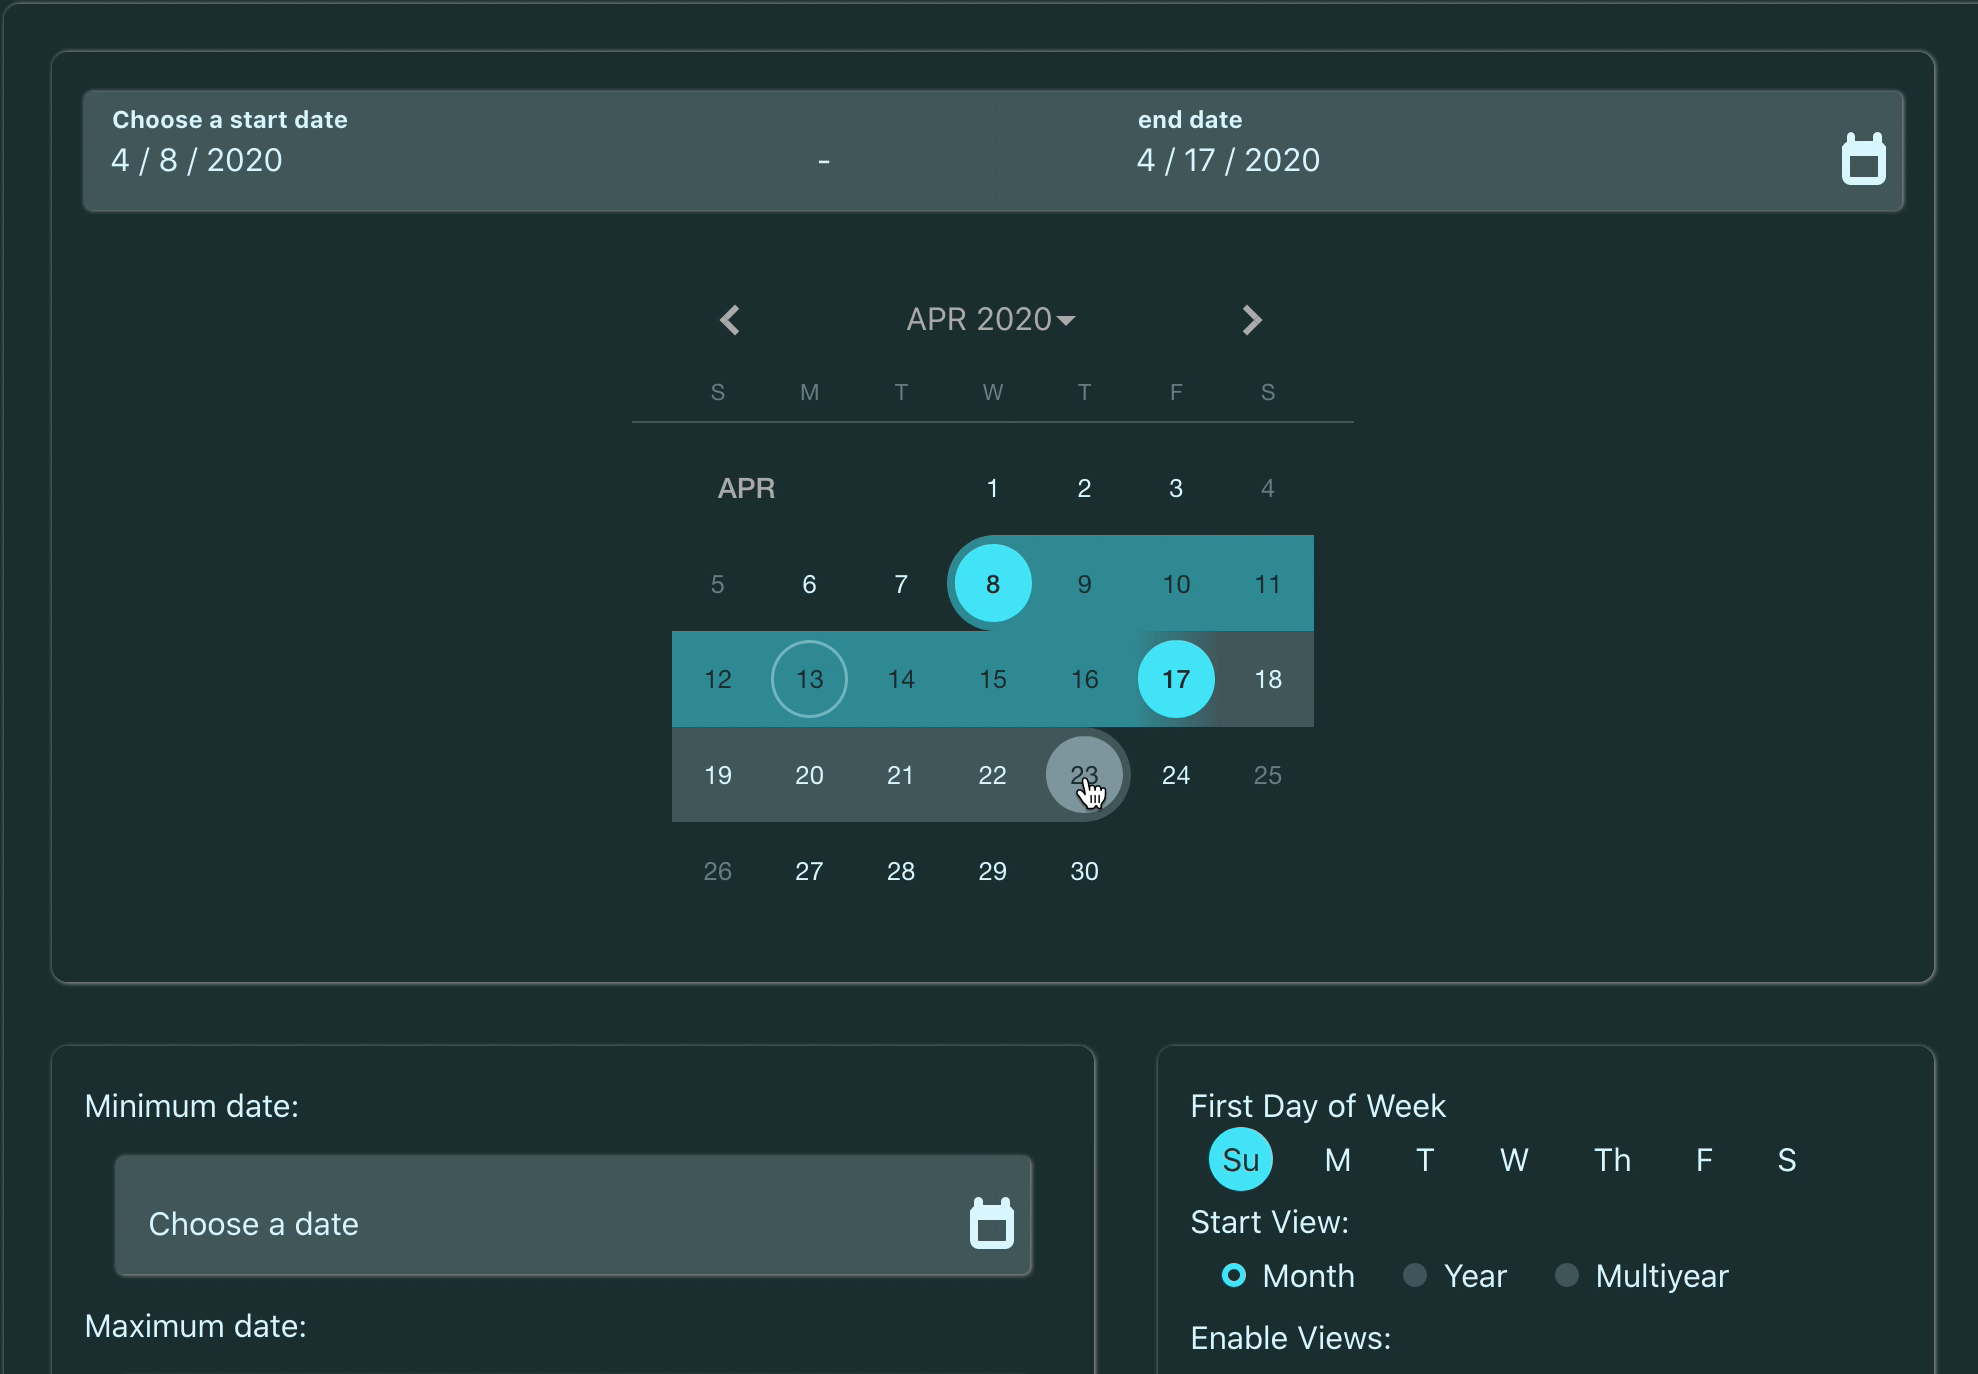 Choose a start date
end date
4 / 8 / 2020
-
4 / 17 / 2020
APR 2020
S M T W T F S
APR 1 2 3 4
5 6 7 8 9 10 11
12 13 14 15 16 17 18
19 20 21 22 23 24 25
26 27 28 29 30
Minimum date:
Choose a date
Maximum date:
First Day of Week
Su M T W Th F S
Start View:
Month Year Multiyear
Enable Views: